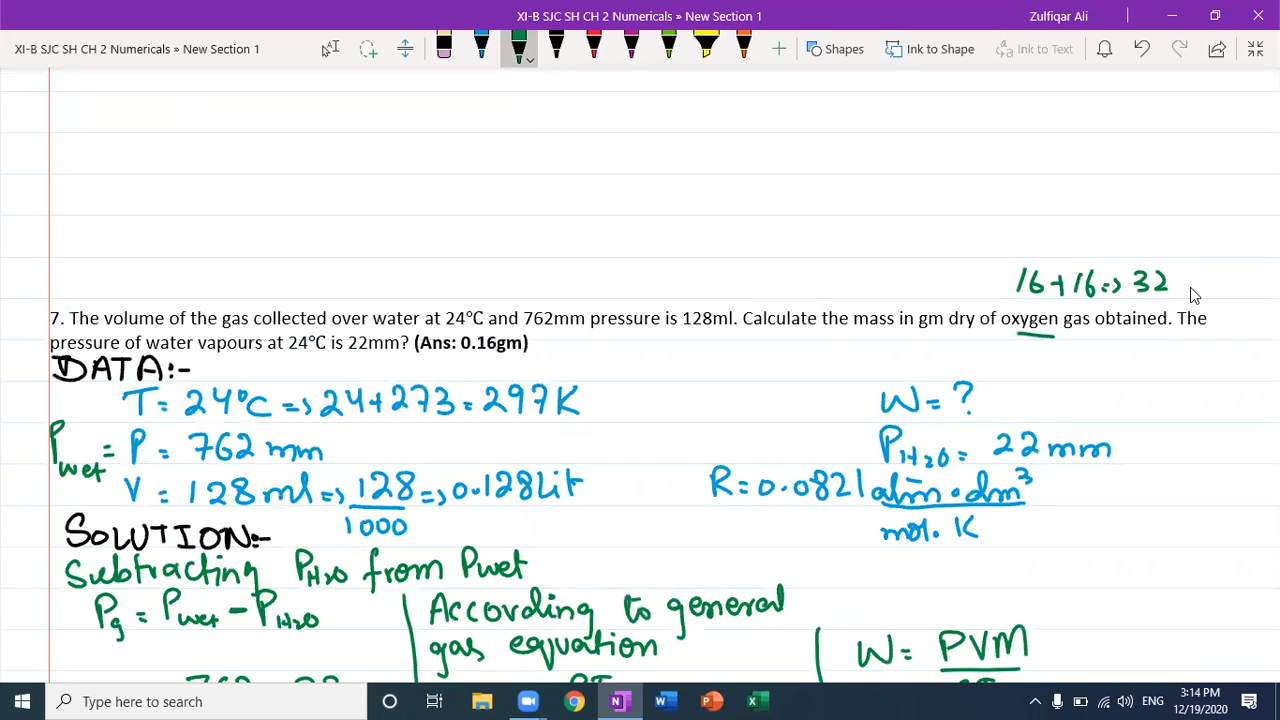 XI-B SJC SH CH 2 Numericals » New Section 1
Zulfiqar Ali
XI-B SJC SH CH 2 Numericals » New Section 1
Shapes
Ink to Shape
Ink to Text
16+16=> 32
7. The volume of the gas collected over water at 24°C and 762mm pressure is 128ml. Calculate the mass in gm dry of oxygen gas obtained. The
pressure of water vapours at 24°C is 22mm? (Ans: 0.16gm)
DATA:-
T= 24°C => 24+273 = 297K
W = ?
Pwet = P = 762 mm
PH2O = 22 mm
V = 128 ml => 128/1000 => 0.128 Lit
R = 0.0821 atm·dm³/mol·K
SOLUTION:-
Subtracting PH2O from Pwet
Pg = Pwet - PH2O
According to general
gas equation
W = PVM
Type here to search
ENG
3:14 PM
12/19/2020